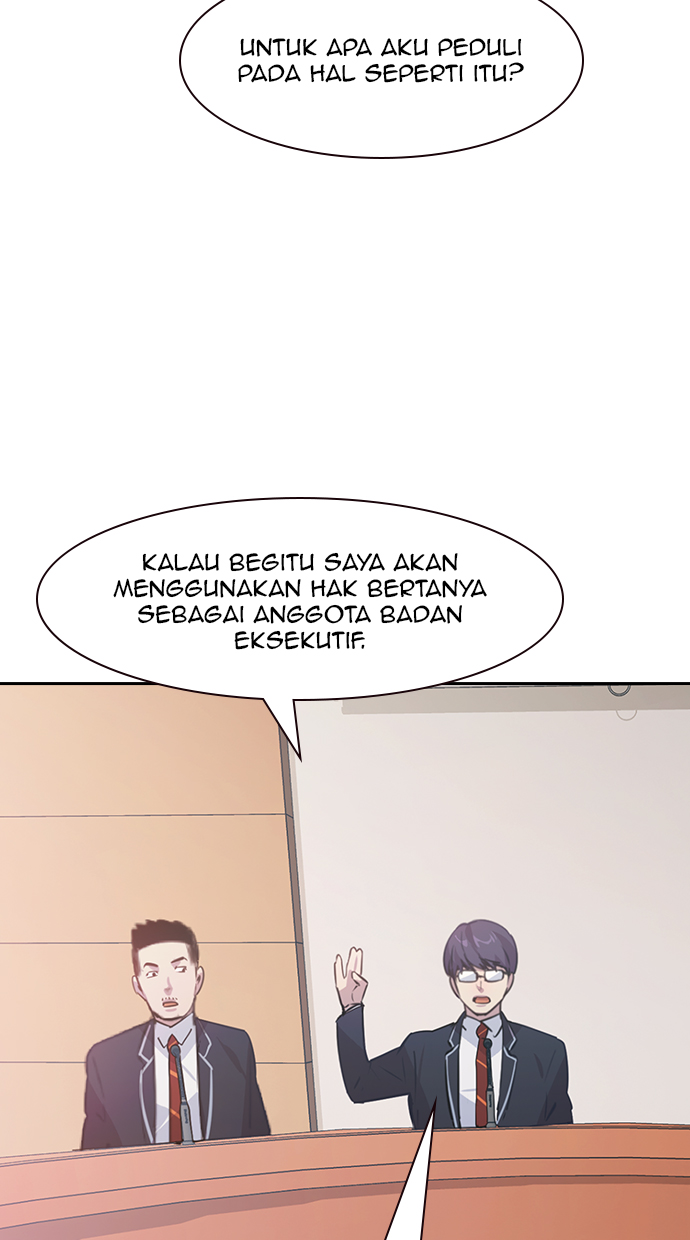 UNTUK APA AKU PEDULI
PADA HAL SEPERTI ITU?
KALAU BEGITU SAYA AKAN
MENGGUNAKAN HAK BERTANYA
SEBAGAI ANGGOTA BADAN
EKSEKUTIF.